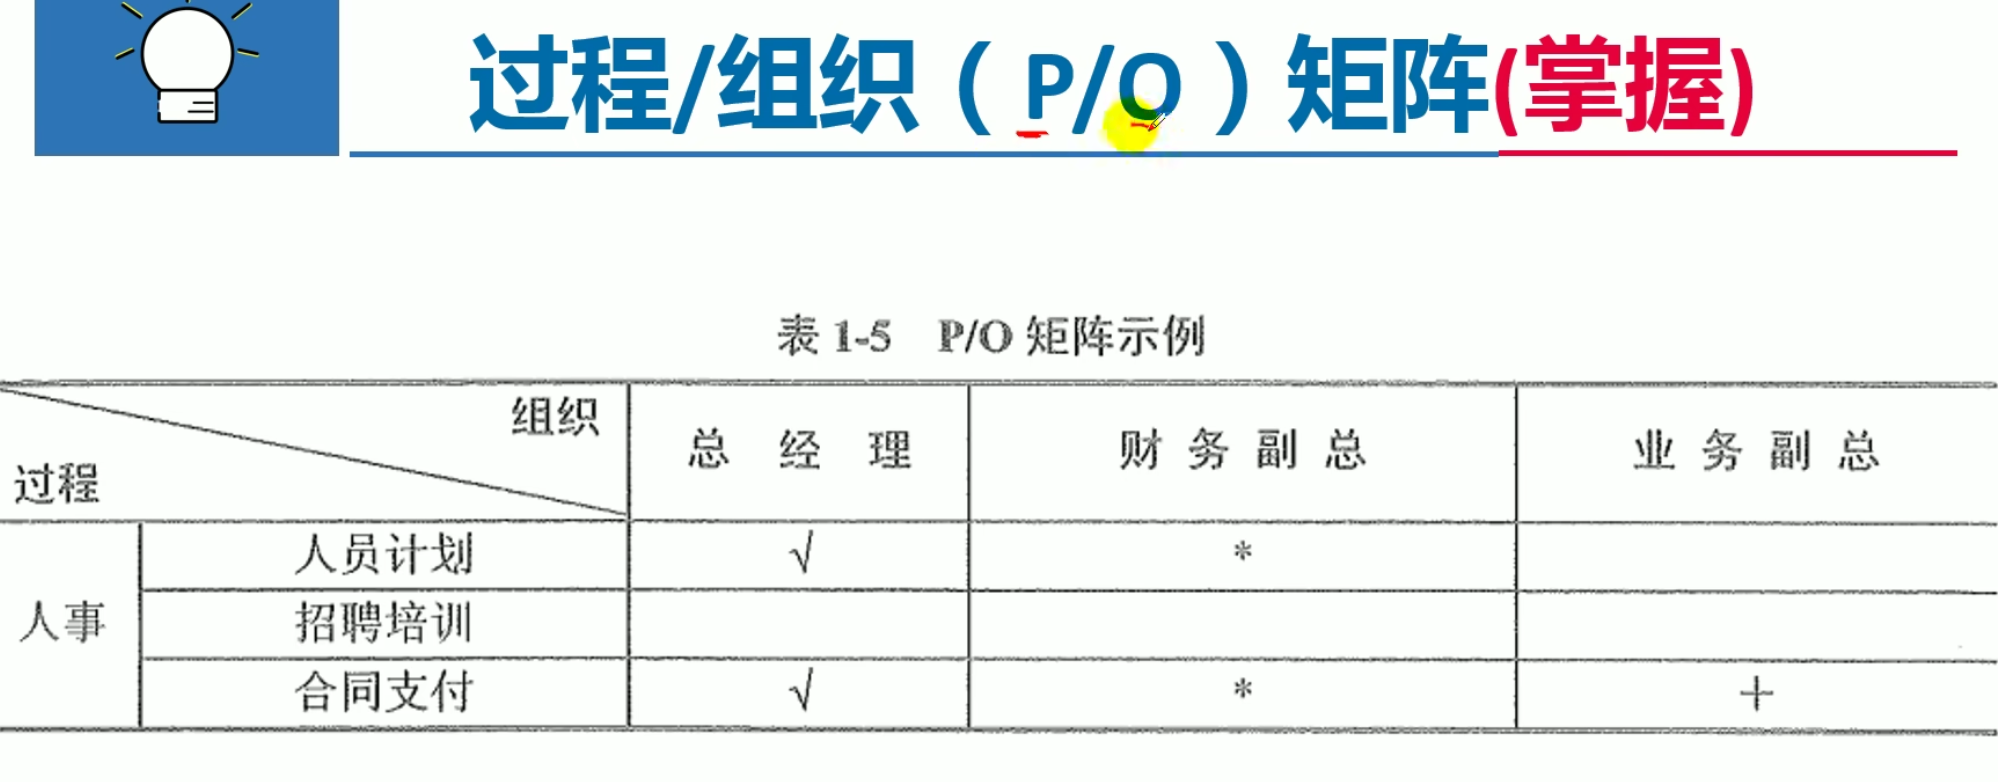 过程/组织（P/O）矩阵(掌握)
表 1-5 P/O 矩阵示例
组织
过程
总经理 财务副总 业务副总
人事
人员计划 √ *
招聘培训
合同支付 √ * +